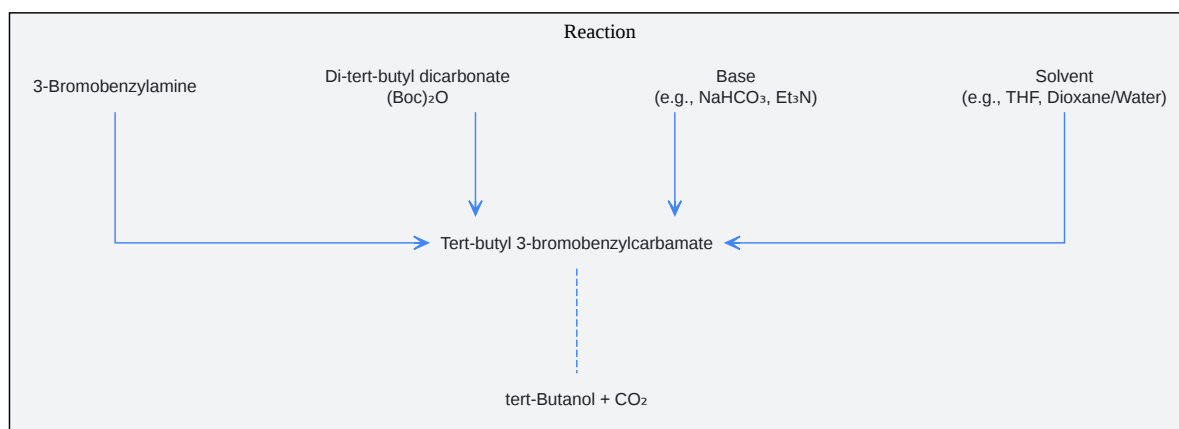 Reaction
3-Bromobenzylamine
Di-tert-butyl dicarbonate
(Boc)₂O
Base
(e.g., NaHCO₃, Et₃N)
Solvent
(e.g., THF, Dioxane/Water)
Tert-butyl 3-bromobenzylcarbamate
tert-Butanol + CO₂